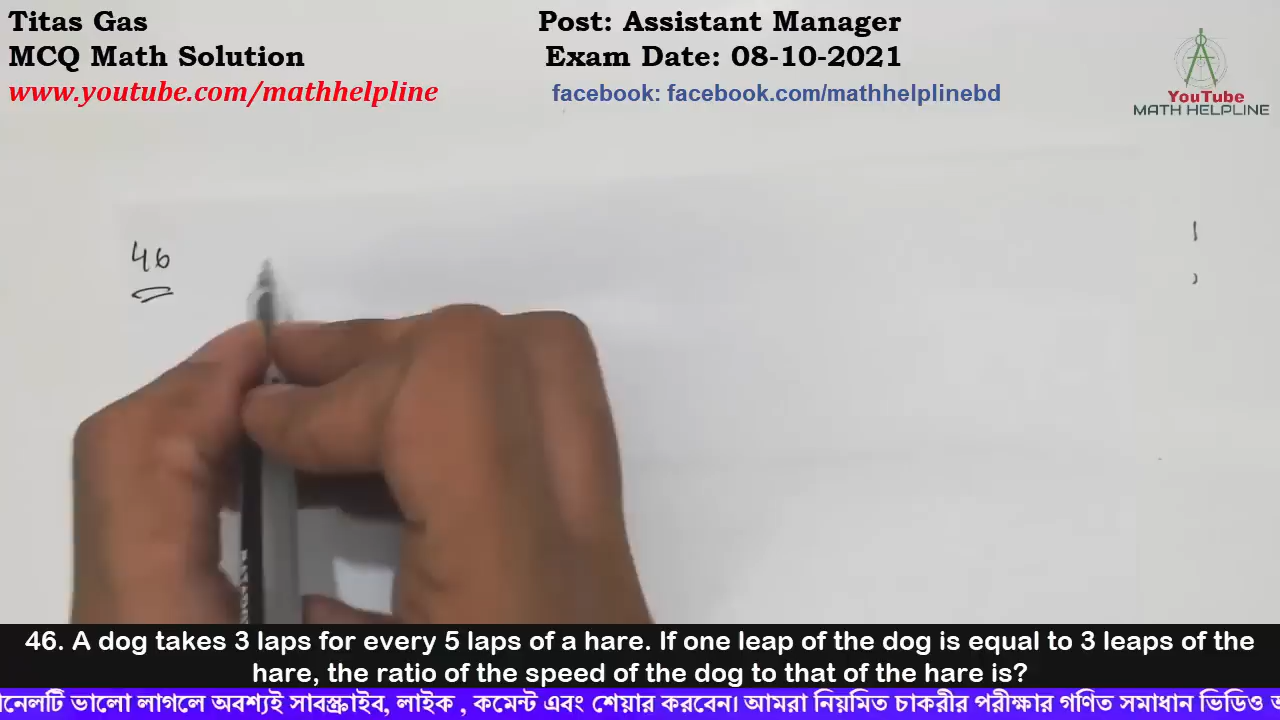 Titas Gas
Post: Assistant Manager
MCQ Math Solution
Exam Date: 08-10-2021
www.youtube.com/mathhelpline
facebook: facebook.com/mathhelplinebd
YouTube
MATH HELPLINE
46
46. A dog takes 3 laps for every 5 laps of a hare. If one leap of the dog is equal to 3 leaps of the
hare, the ratio of the speed of the dog to that of the hare is?
ভালো লাগলে অবশ্যই সাবস্ক্রাইব, লাইক , কমেন্ট এবং শেয়ার করবেন। আমরা নিয়মিত চাকরীর পরীক্ষার গণিত সমাধান ভিডিও